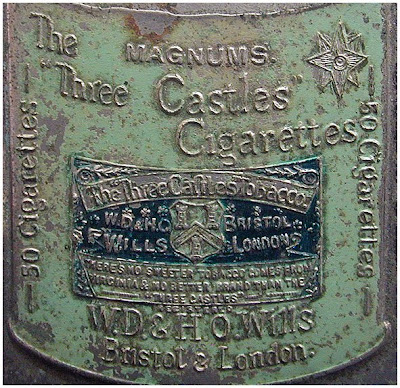 The
MAGNUMS.
"Three Castles"
Cigarettes
50 Cigarettes
50 Cigarettes
The Three Castles Tobacco.
W.D. & H.O. BRISTOL
WILLS & LONDON
THERE'S NO SWEETER TOBACCO COMES FROM
VIRGINIA & NO BETTER BRAND THAN THE
"THREE CASTLES"
W.D. & H.O. Wills
Bristol & London.